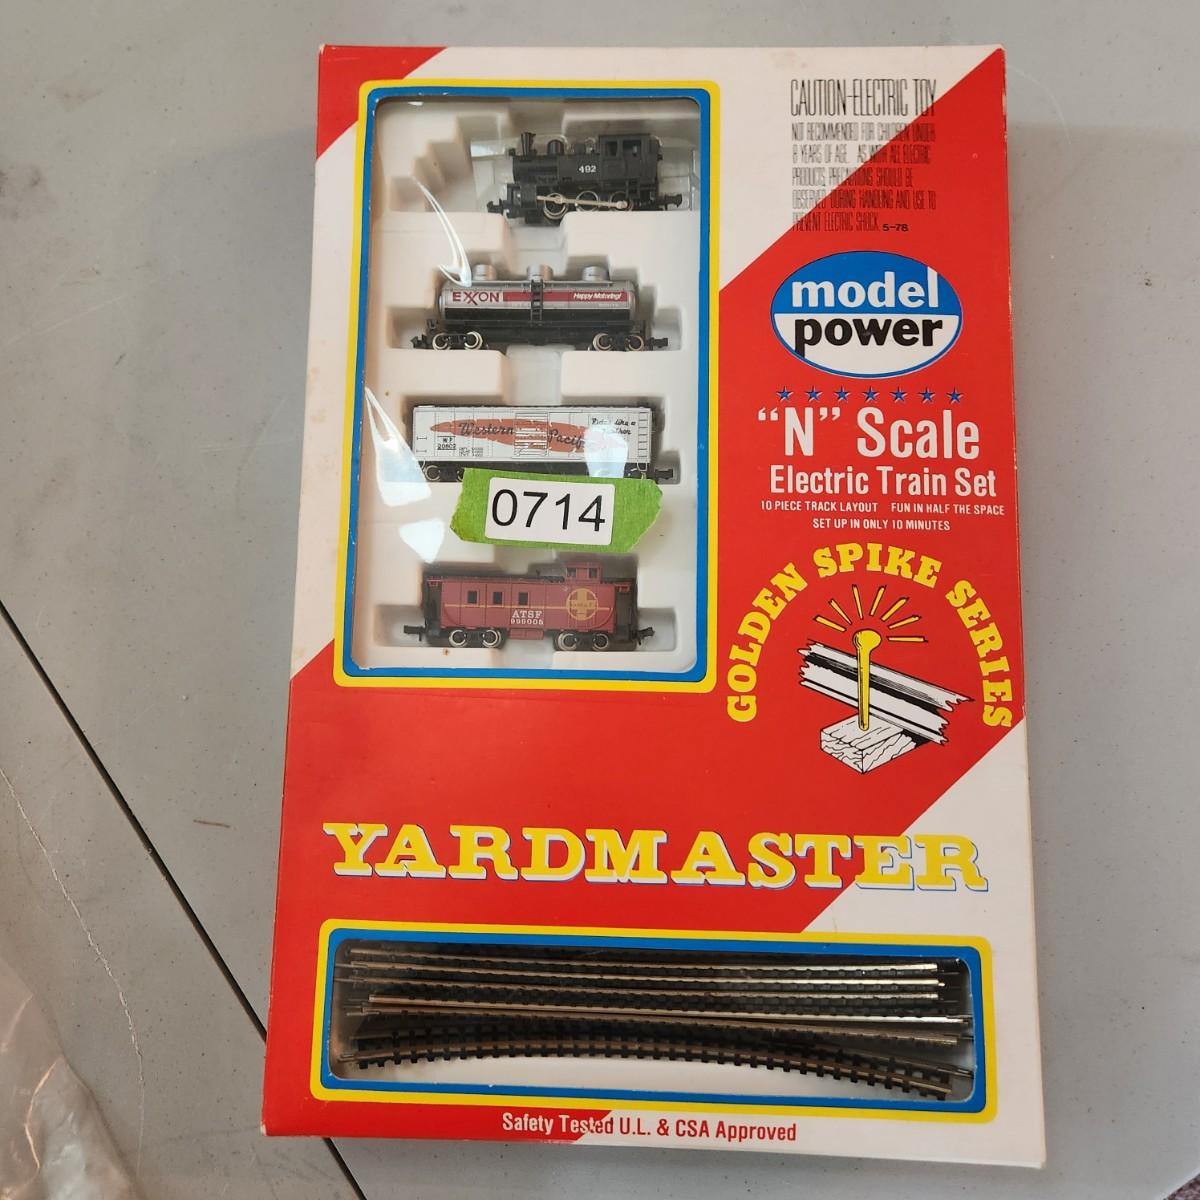 CAUTION-ELECTRIC TOY
NOT RECOMMENDED FOR CHILDREN UNDER
8 YEARS OF AGE. AS WITH ALL ELECTRIC
PRODUCTS, PRECAUTIONS SHOULD BE
OBSERVED DURING HANDLING AND USE TO
PREVENT ELECTRIC SHOCK. 5-78
492
EXXON Happy Motoring!
model
power
"N" Scale
Electric Train Set
10 PIECE TRACK LAYOUT FUN IN HALF THE SPACE
SET UP IN ONLY 10 MINUTES
Western Pacific
WP
20802
0714
GOLDEN SPIKE SERIES
ATSF
999005
YARDMASTER
Safety Tested U.L. & CSA Approved